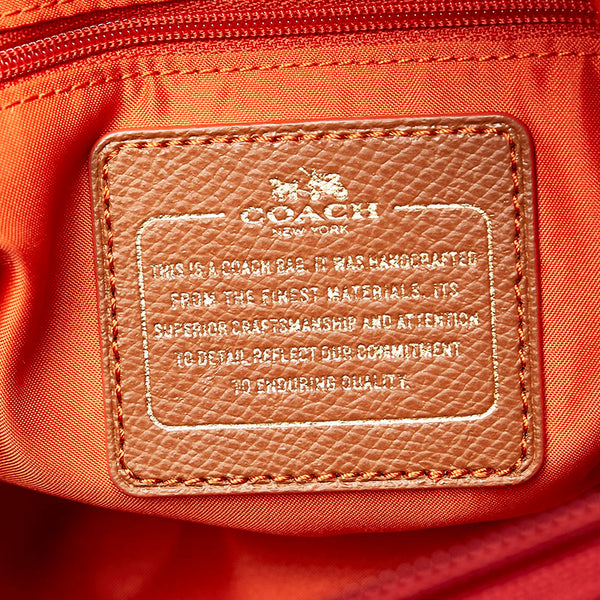 COACH
NEW YORK
THIS IS A COACH BAG. IT WAS HANDCRAFTED
FROM THE FINEST MATERIALS. ITS
SUPERIOR CRAFTSMANSHIP AND ATTENTION
TO DETAIL REFLECT OUR COMMITMENT
TO ENDURING QUALITY.